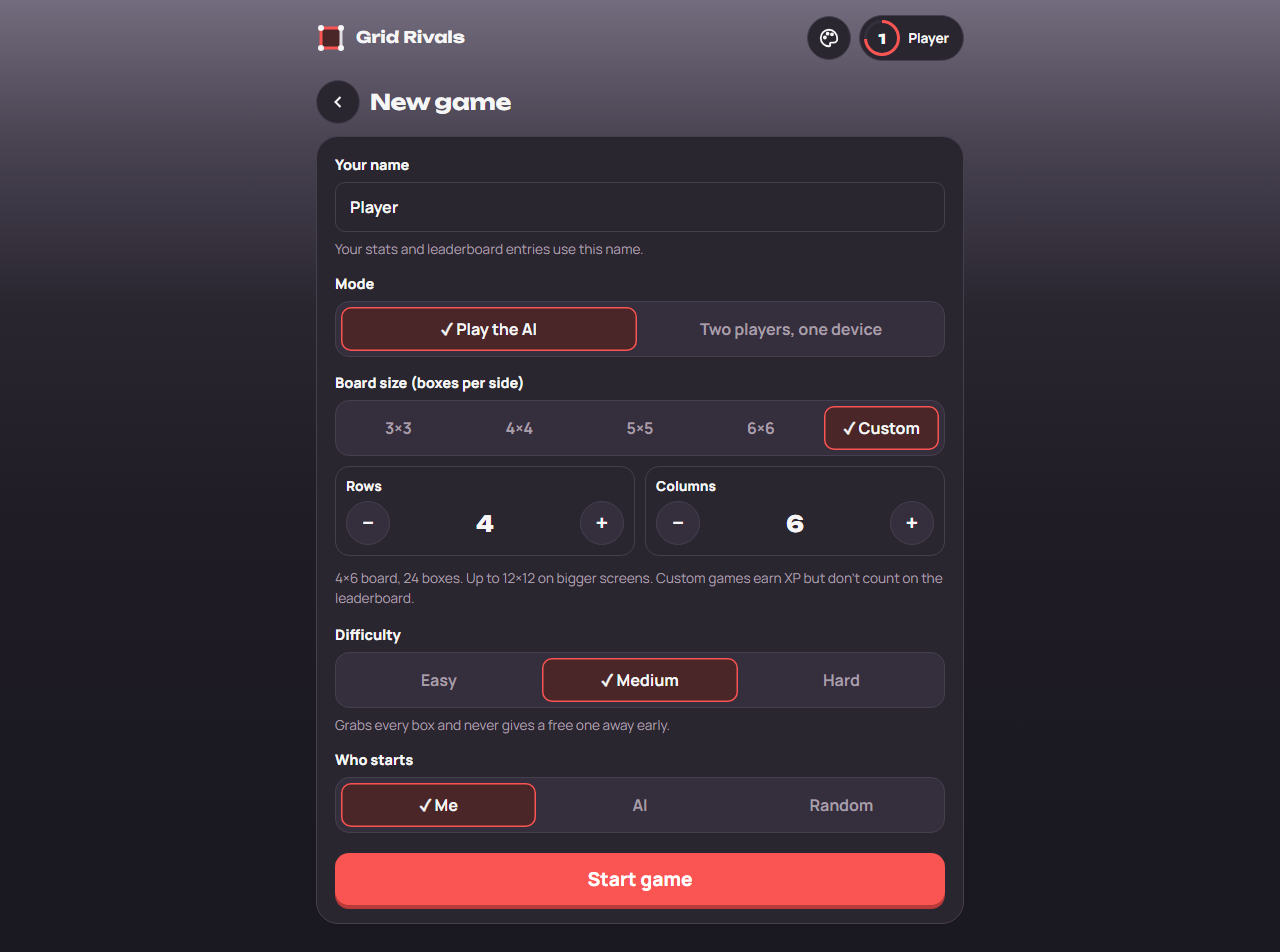 Grid Rivals
1 Player
New game
Your name
Player
Your stats and leaderboard entries use this name.
Mode
✓ Play the AI Two players, one device
Board size (boxes per side)
3×3 4×4 5×5 6×6 ✓ Custom
Rows Columns
− 4 + − 6 +
4×6 board, 24 boxes. Up to 12×12 on bigger screens. Custom games earn XP but don't count on the
leaderboard.
Difficulty
Easy ✓ Medium Hard
Grabs every box and never gives a free one away early.
Who starts
✓ Me AI Random
Start game